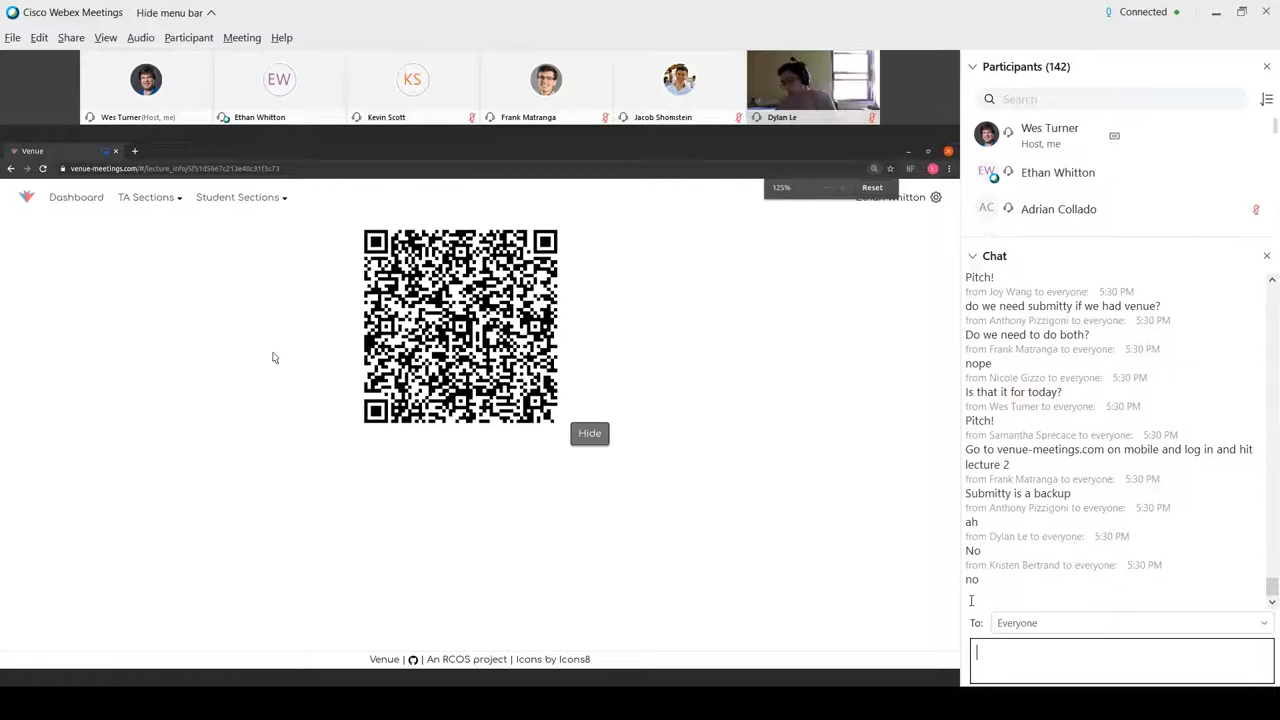 Cisco Webex Meetings
Hide menu bar
Connected
File Edit Share View Audio Participant Meeting Help
EW
KS
Wes Turner(Host, me)
Ethan Whitton
Kevin Scott
Frank Matranga
Jacob Shomstein
Dylan Le
Venue
venue-meetings.com/#/lecture_info/5f51d56e7c213e40c31f3c73
125%
Reset
Dashboard
TA Sections
Student Sections
Ethan Whitton
Hide
Venue | An RCOS project | Icons by Icons8
Participants (142)
Search
Wes Turner
Host, me
EW
Ethan Whitton
AC
Adrian Collado
Chat
Pitch!
from Joy Wang to everyone: 5:30 PM
do we need submitty if we had venue?
from Anthony Pizzigoni to everyone: 5:30 PM
Do we need to do both?
from Frank Matranga to everyone: 5:30 PM
nope
from Nicole Gizzo to everyone: 5:30 PM
Is that it for today?
from Wes Turner to everyone: 5:30 PM
Pitch!
from Samantha Sprecace to everyone: 5:30 PM
Go to venue-meetings.com on mobile and log in and hit
lecture 2
from Frank Matranga to everyone: 5:30 PM
Submitty is a backup
from Anthony Pizzigoni to everyone: 5:30 PM
ah
from Dylan Le to everyone: 5:30 PM
No
from Kristen Bertrand to everyone: 5:30 PM
no
To: Everyone